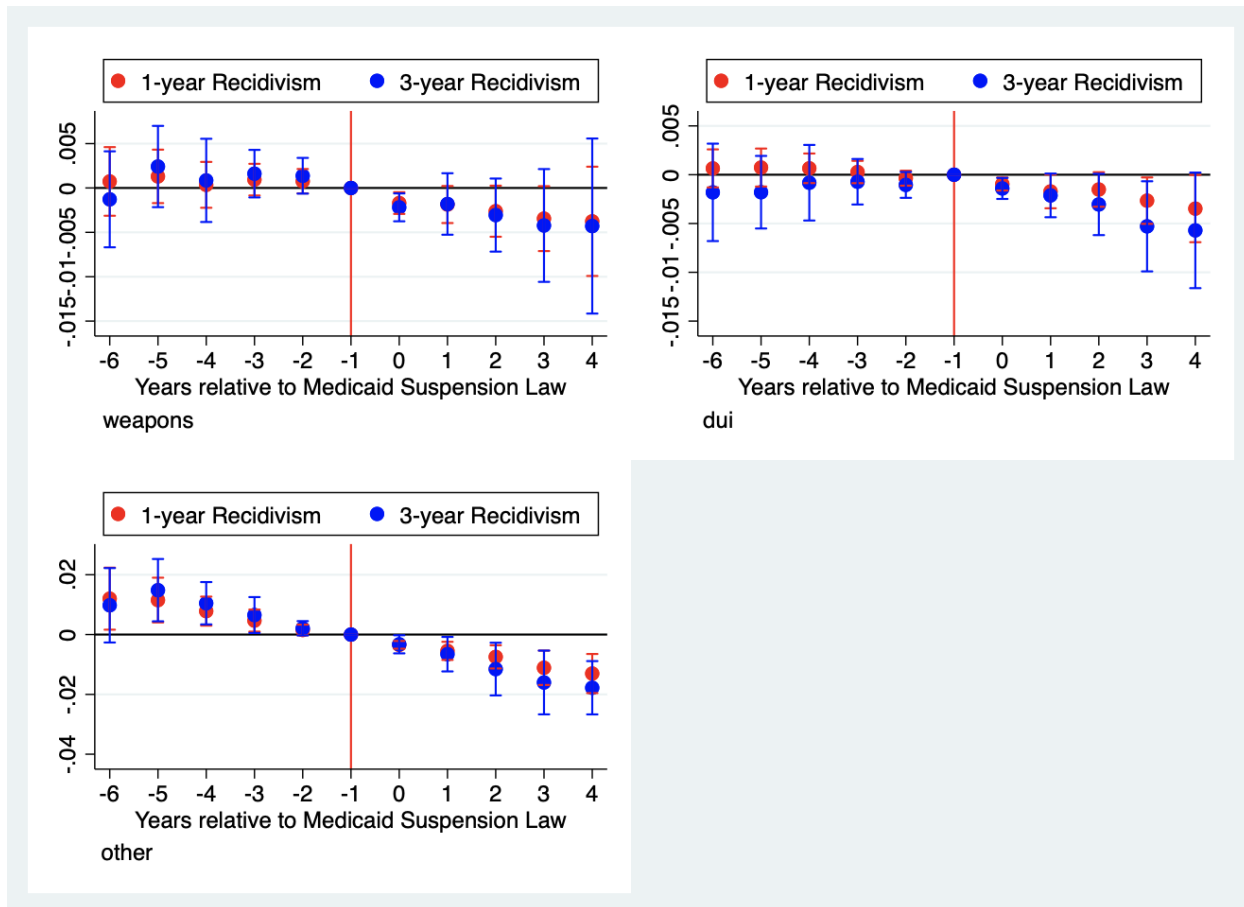 1-year Recidivism 3-year Recidivism
.005
0
-.005
-.01
-.015
-6 -5 -4 -3 -2 -1 0 1 2 3 4
Years relative to Medicaid Suspension Law
weapons
1-year Recidivism 3-year Recidivism
.005
0
-.005
-.01
-.015
-6 -5 -4 -3 -2 -1 0 1 2 3 4
Years relative to Medicaid Suspension Law
dui
1-year Recidivism 3-year Recidivism
.02
0
-.02
-.04
-6 -5 -4 -3 -2 -1 0 1 2 3 4
Years relative to Medicaid Suspension Law
other